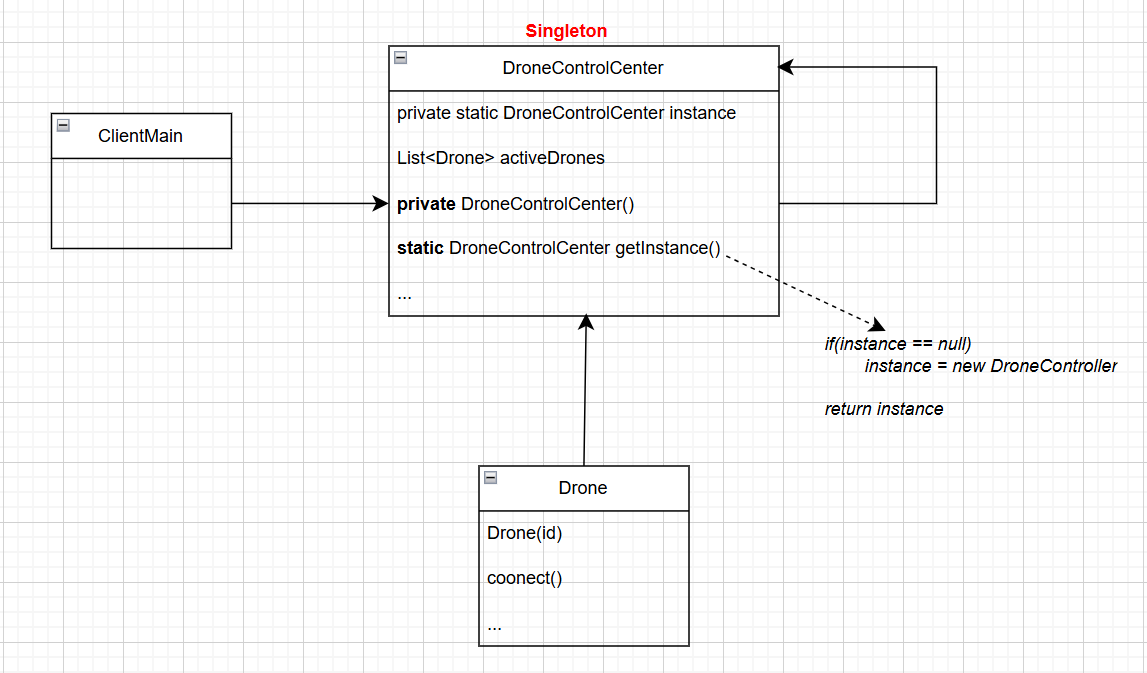 Singleton
DroneControlCenter
private static DroneControlCenter instance
List<Drone> activeDrones
private DroneControlCenter()
static DroneControlCenter getInstance()
...
ClientMain
if(instance == null)
instance = new DroneController
return instance
Drone
Drone(id)
coonect()
...